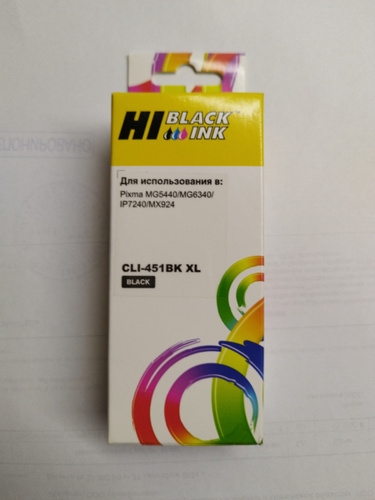 HI BLACK INK
Для использования в:
Pixma MG5440/MG6340/
IP7240/MX924
CLI-451BK XL
BLACK